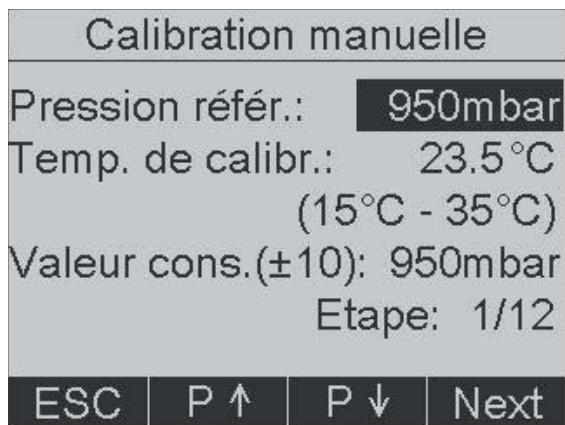 Calibration manuelle
Pression référ.: 950mbar
Temp. de calibr.: 23.5°C
(15°C - 35°C)
Valeur cons.(±10): 950mbar
Etape: 1/12
ESC P↑ P↓ Next